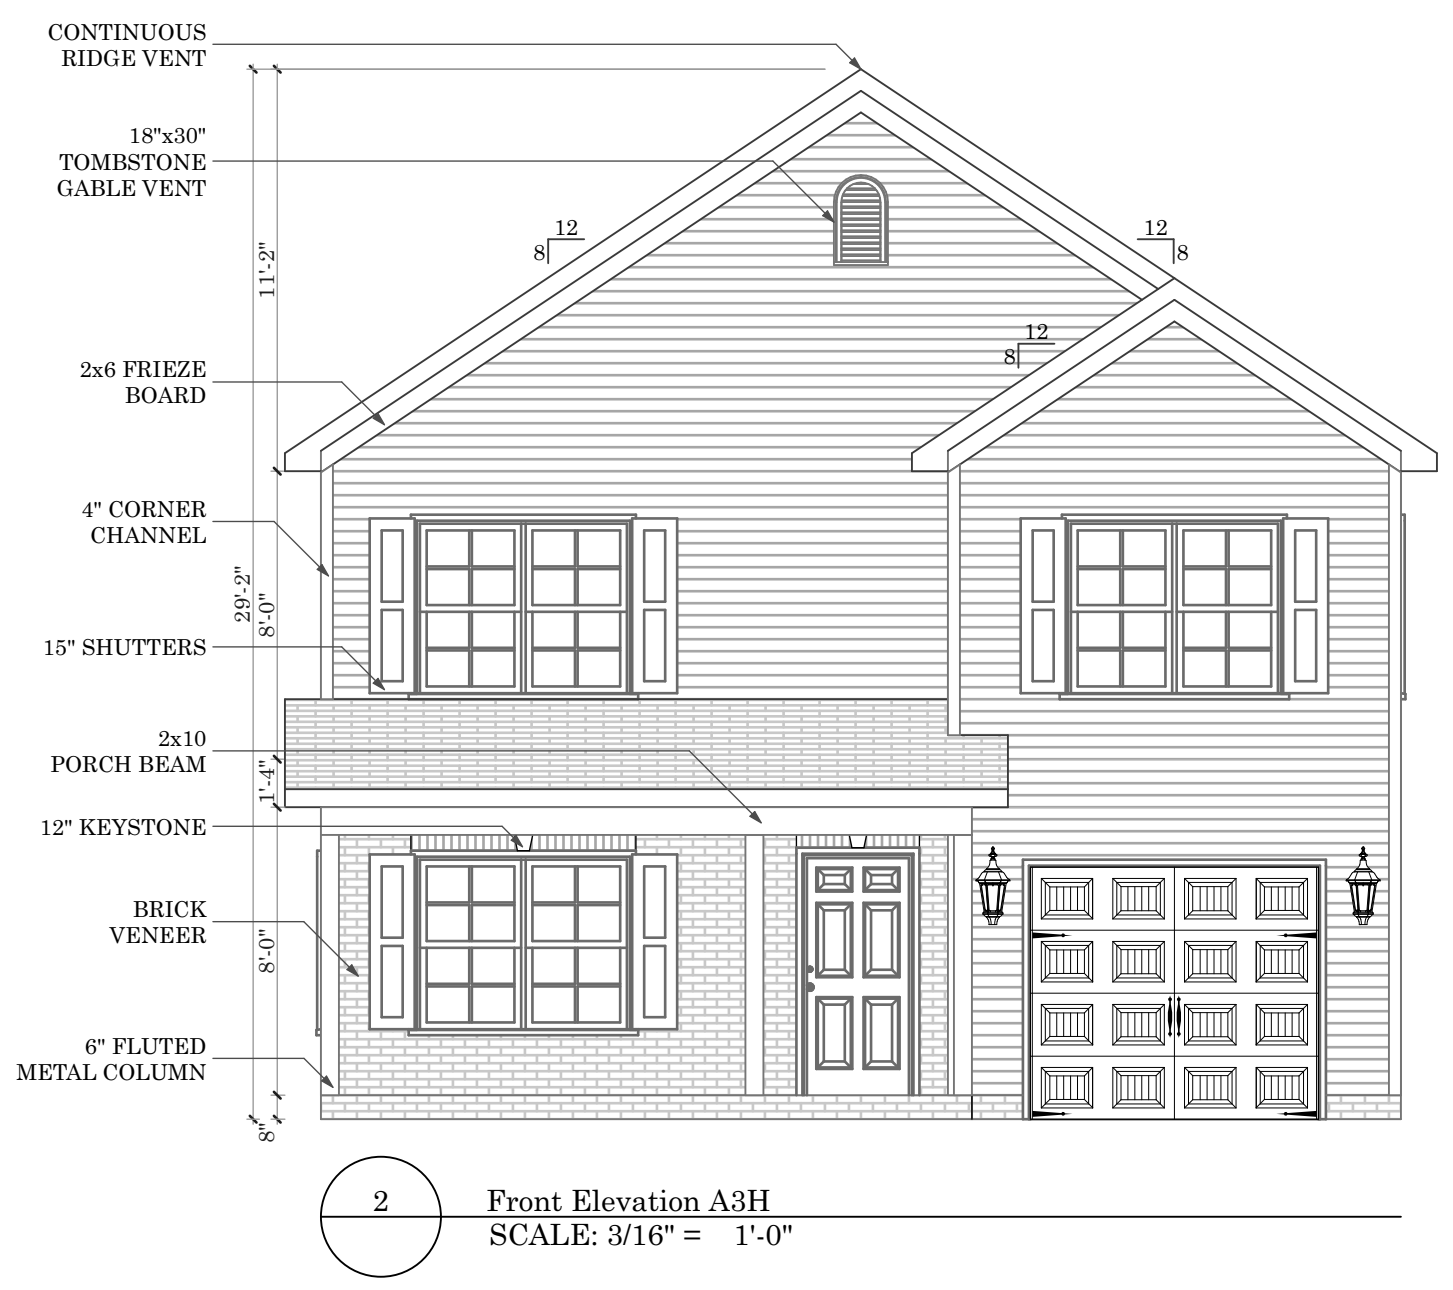 CONTINUOUS
RIDGE VENT
18"x30"
TOMBSTONE
GABLE VENT
12
8
12
8
11'-2"
12
8
2x6 FRIEZE
BOARD
4" CORNER
CHANNEL
29'-2"
8'-0"
15" SHUTTERS
2x10
PORCH BEAM
1'-4"
12" KEYSTONE
BRICK
VENEER
8'-0"
6" FLUTED
METAL COLUMN
8"
2
Front Elevation A3H
SCALE: 3/16" = 1'-0"